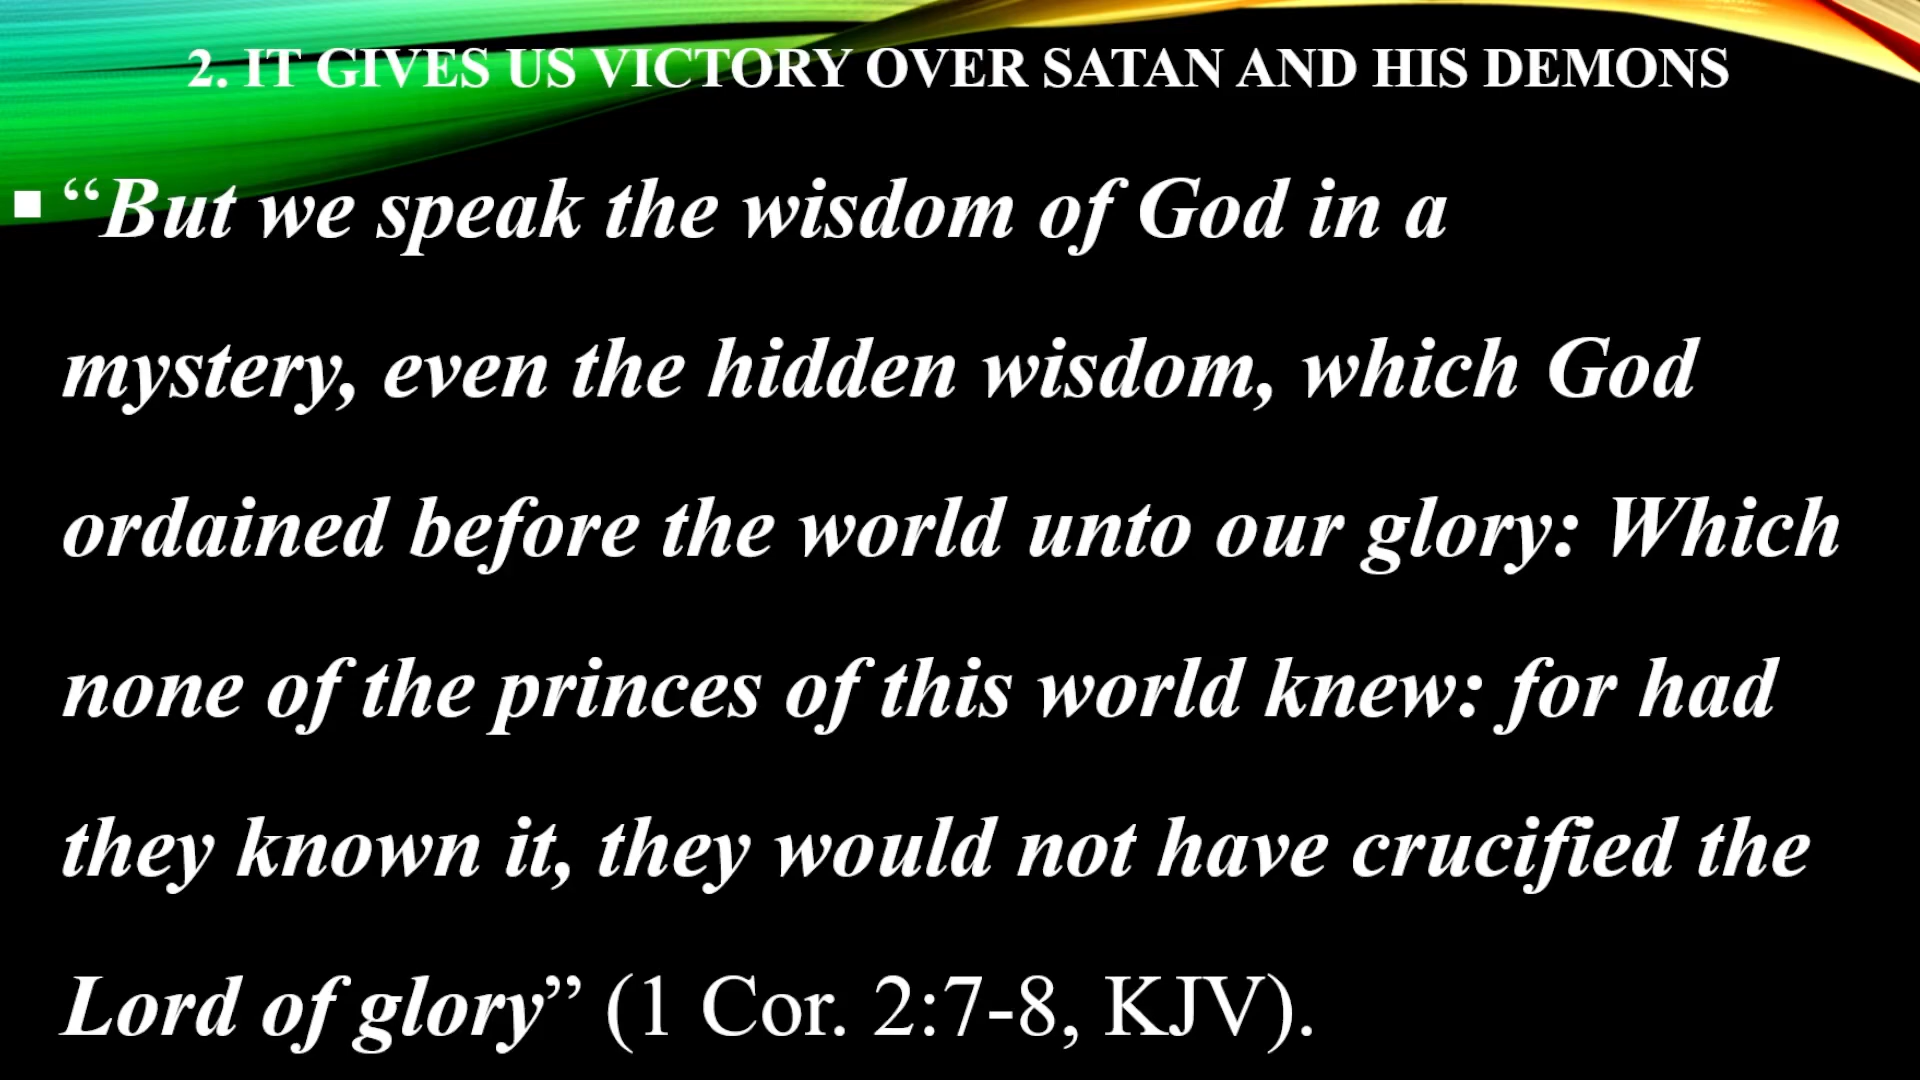 2. IT GIVES US VICTORY OVER SATAN AND HIS DEMONS
▪ “But we speak the wisdom of God in a
mystery, even the hidden wisdom, which God
ordained before the world unto our glory: Which
none of the princes of this world knew: for had
they known it, they would not have crucified the
Lord of glory” (1 Cor. 2:7-8, KJV).